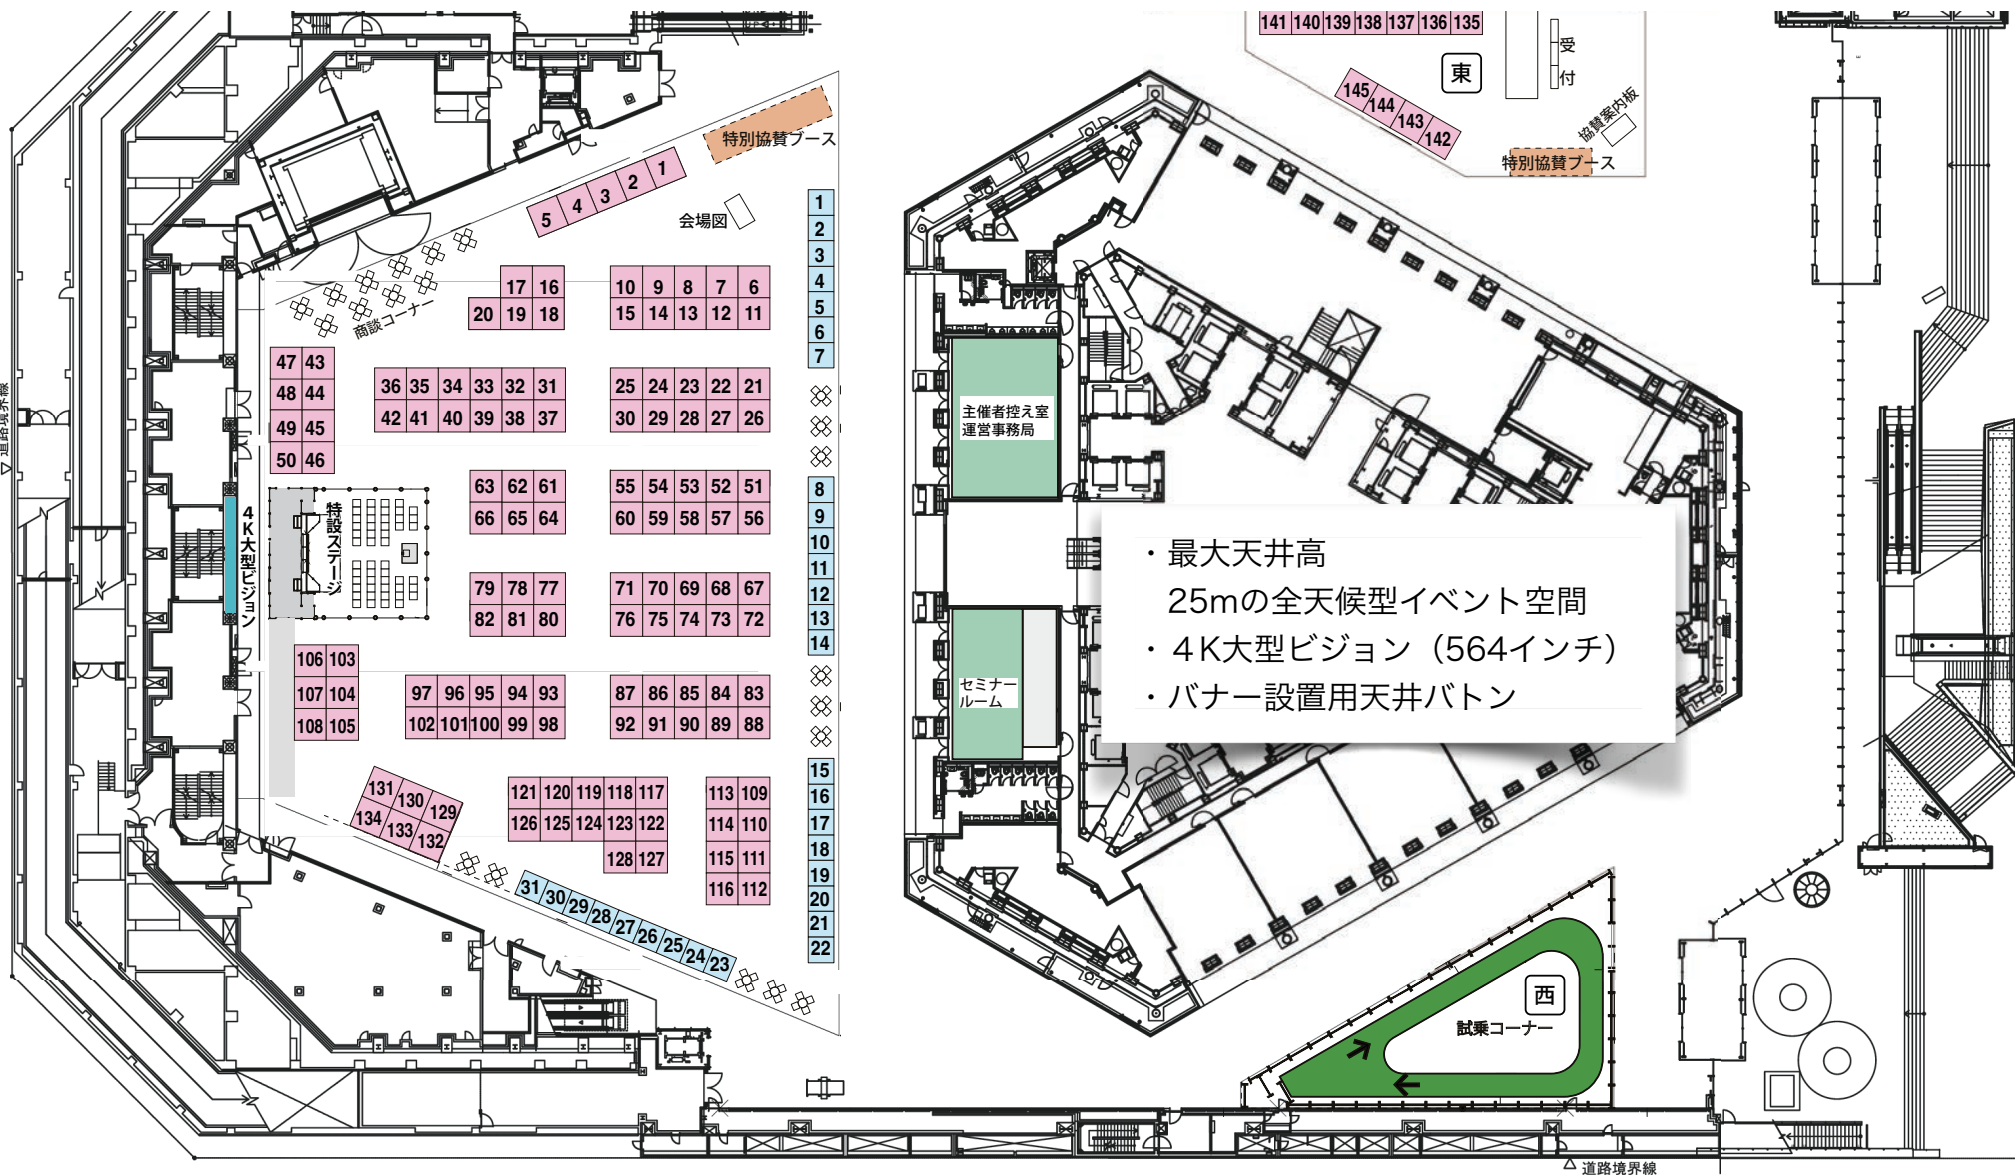 141 140 139 138 137 136 135
受付
東
145 144 143 142
協賛案内板
特別協賛ブース
特別協賛ブース
1
2
3
4
5
会場図
商談コーナー
17 16
20 19 18
10 9 8 7 6
15 14 13 12 11
47 43
48 44
49 45
50 46
36 35 34 33 32 31
42 41 40 39 38 37
25 24 23 22 21
30 29 28 27 26
63 62 61
66 65 64
55 54 53 52 51
60 59 58 57 56
4K大型ビジョン
特設ステージ
79 78 77
82 81 80
71 70 69 68 67
76 75 74 73 72
106 103
107 104
108 105
97 96 95 94 93
102 101 100 99 98
87 86 85 84 83
92 91 90 89 88
131 130 129
134 133 132
121 120 119 118 117
126 125 124 123 122
128 127
113 109
114 110
115 111
116 112
1
2
3
4
5
6
7
8
9
10
11
12
13
14
15
16
17
18
19
20
21
22
31 30 29 28 27 26 25 24 23
主催者控え室
運営事務局
セミナー
ルーム
・最大天井高
25mの全天候型イベント空間
・4K大型ビジョン（564インチ）
・バナー設置用天井バトン
西
試乗コーナー
道路境界線
道路境界線